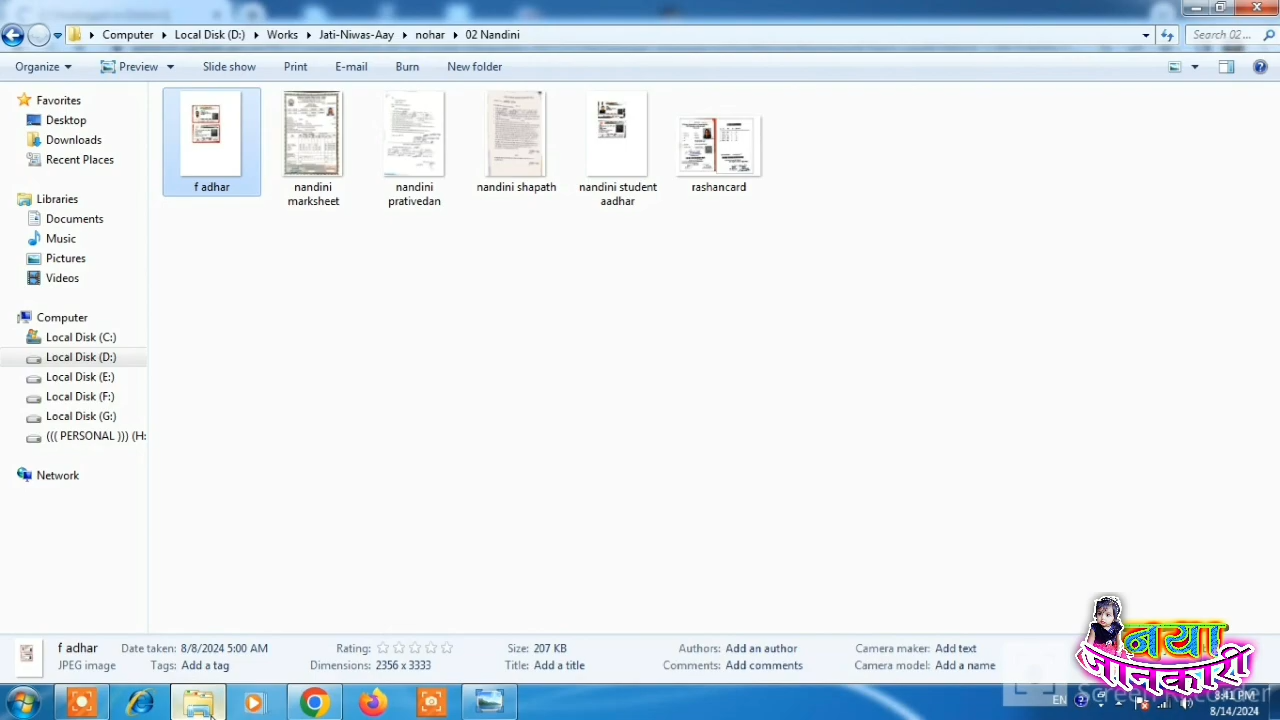 Computer ▸ Local Disk (D:) ▸ Works ▸ Jati-Niwas-Aay ▸ nohar ▸ 02 Nandini
Search 02 ...
Organize Preview Slide show Print E-mail Burn New folder
Favorites
Desktop
Downloads
Recent Places
Libraries
Documents
Music
Pictures
Videos
Computer
Local Disk (C:)
Local Disk (D:)
Local Disk (E:)
Local Disk (F:)
Local Disk (G:)
((( PERSONAL ))) (H:
Network
f adhar
nandini
marksheet
nandini
prativedan
nandini shapath
nandini student
aadhar
rashancard
f adhar Date taken: 8/8/2024 5:00 AM Rating: Size: 207 KB Authors: Add an author Camera maker: Add text
JPEG image Tags: Add a tag Dimensions: 2356 x 3333 Title: Add a title Comments: Add comments Camera model: Add a name
नया
जानकारी
EN
8:41 PM
8/14/2024